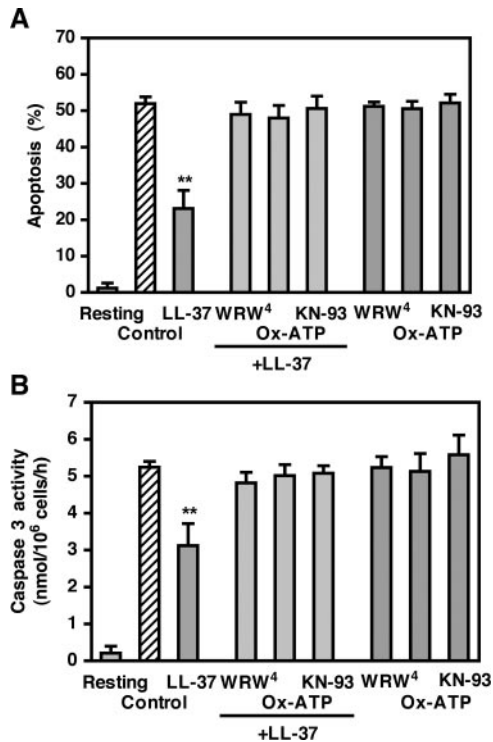 A
Apoptosis (%)
70
60
50
40
30
20
10
0
**
Resting LL-37 WRW4 KN-93 WRW4 KN-93
Control Ox-ATP Ox-ATP
+LL-37
B
Caspase 3 activity
(nmol/106 cells/h)
7
6
5
4
3
2
1
0
**
Resting LL-37 WRW4 KN-93 WRW4 KN-93
Control Ox-ATP Ox-ATP
+LL-37